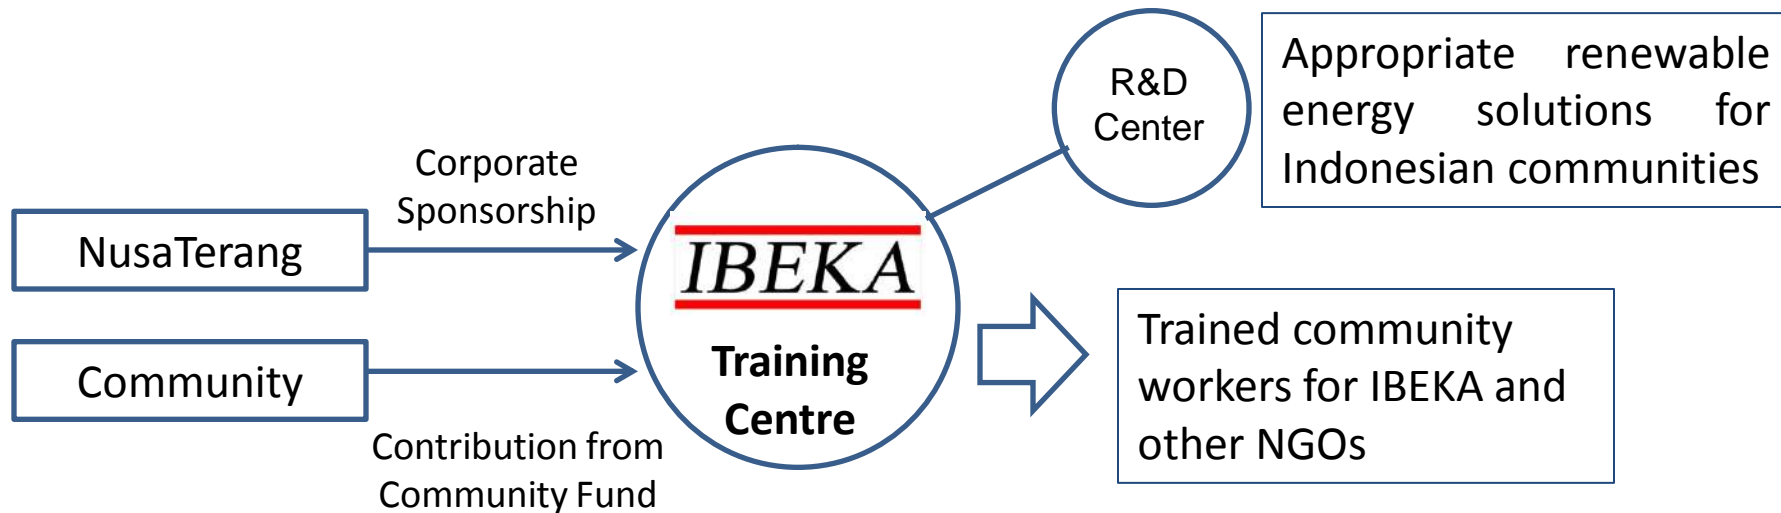 NusaTerang
Community
Corporate
Sponsorship
Contribution from
Community Fund
IBEKA
Training
Centre
R&D
Center
Appropriate renewable
energy solutions for
Indonesian communities
Trained community
workers for IBEKA and
other NGOs